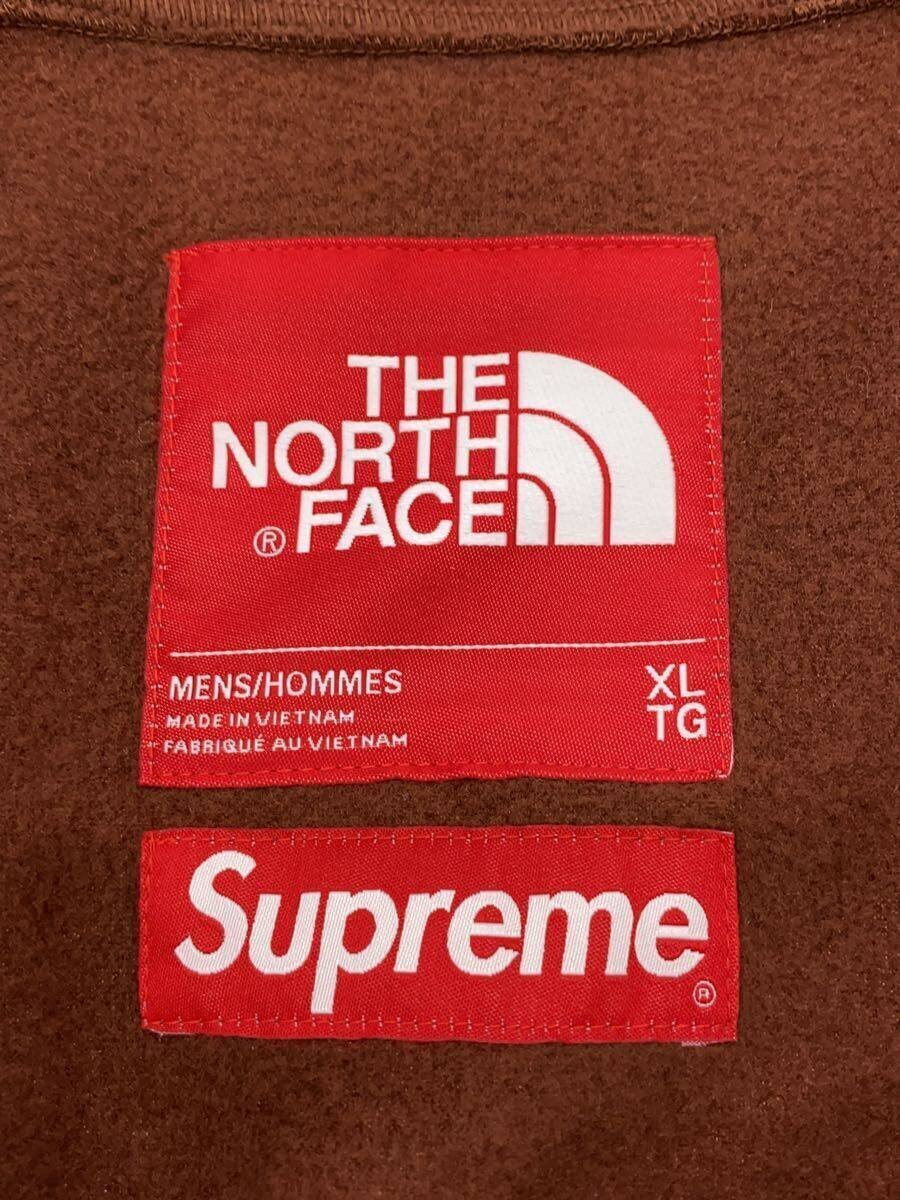 THE
NORTH
® FACE
MENS/HOMMES
MADE IN VIETNAM
FABRIQUÉ AU VIETNAM
XL
TG
Supreme
®